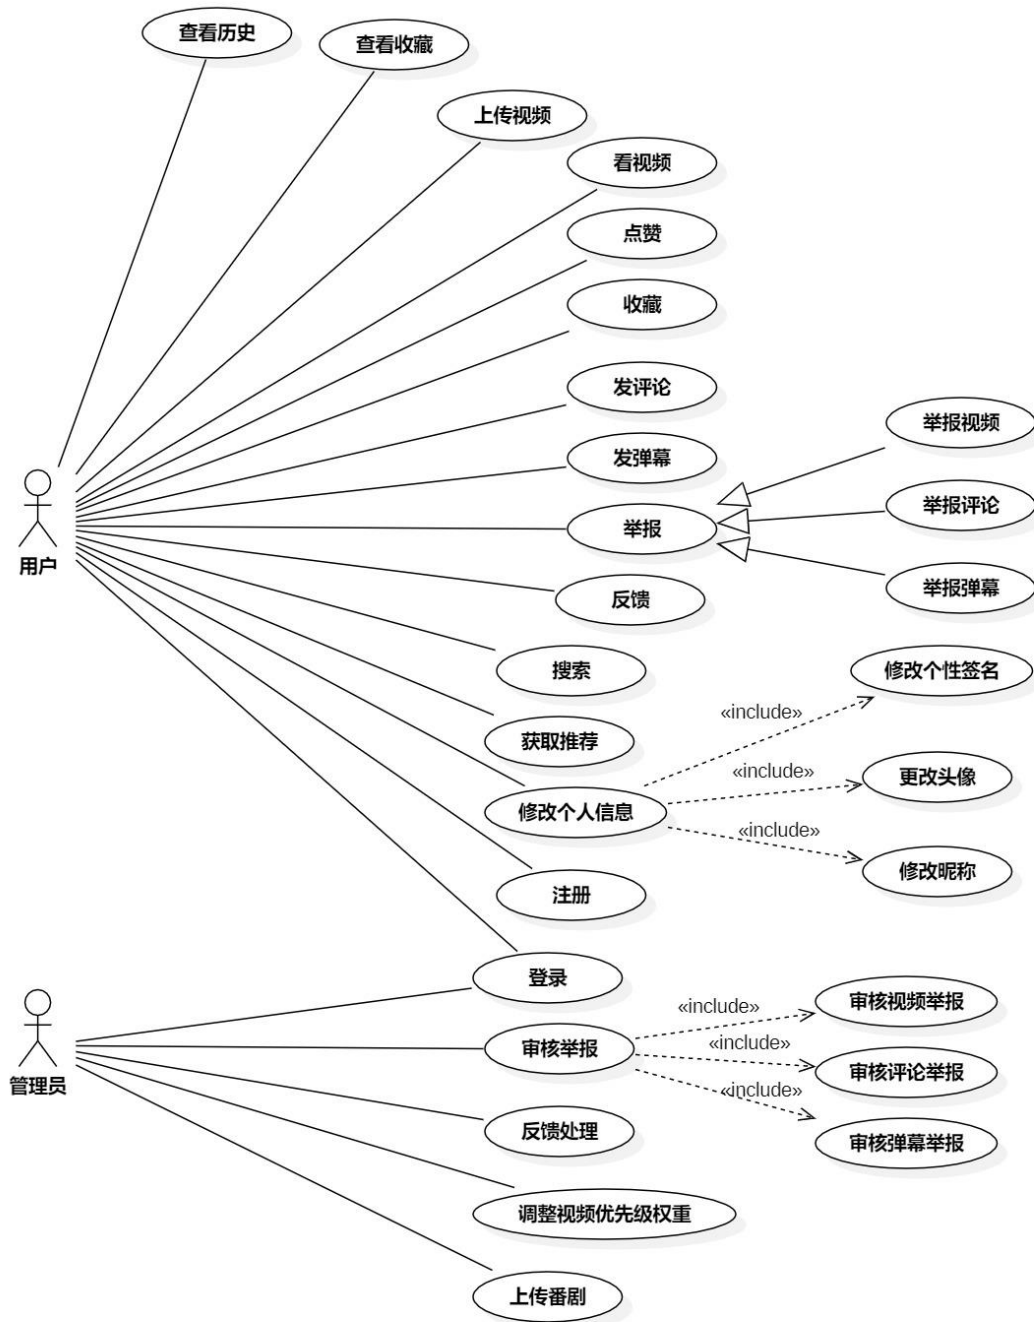 查看历史
查看收藏
上传视频
看视频
点赞
收藏
发评论
举报视频
发弹幕
举报评论
举报
用户
举报弹幕
反馈
搜索
修改个性签名
«include»
获取推荐
«include»
更改头像
修改个人信息
«include»
修改昵称
注册
登录
审核视频举报
«include»
审核举报
«include»
审核评论举报
管理员
«include»
反馈处理
审核弹幕举报
调整视频优先级权重
上传番剧